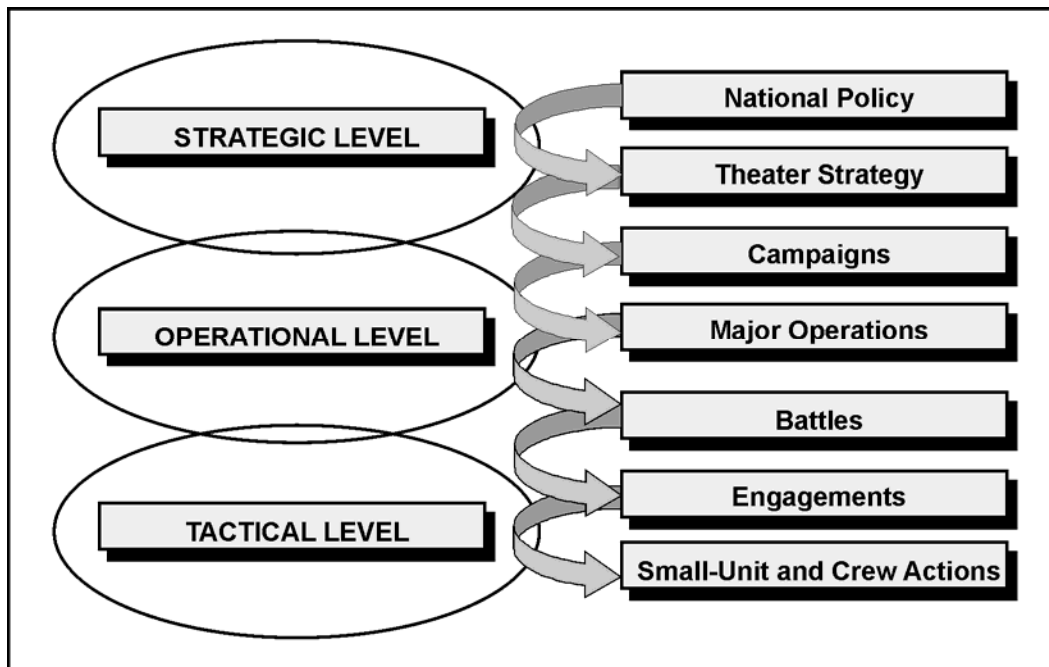 STRATEGIC LEVEL
OPERATIONAL LEVEL
TACTICAL LEVEL
National Policy
Theater Strategy
Campaigns
Major Operations
Battles
Engagements
Small-Unit and Crew Actions